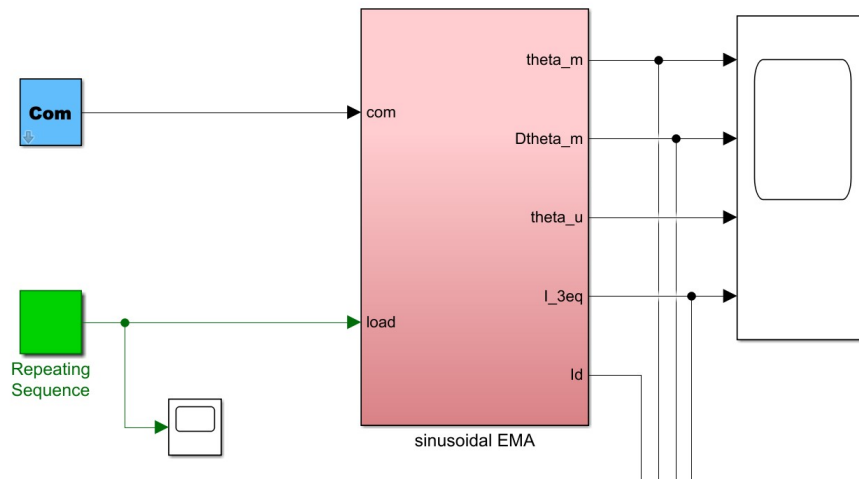 Com
com
load
theta_m
Dtheta_m
theta_u
I_3eq
Id
Repeating
Sequence
sinusoidal EMA